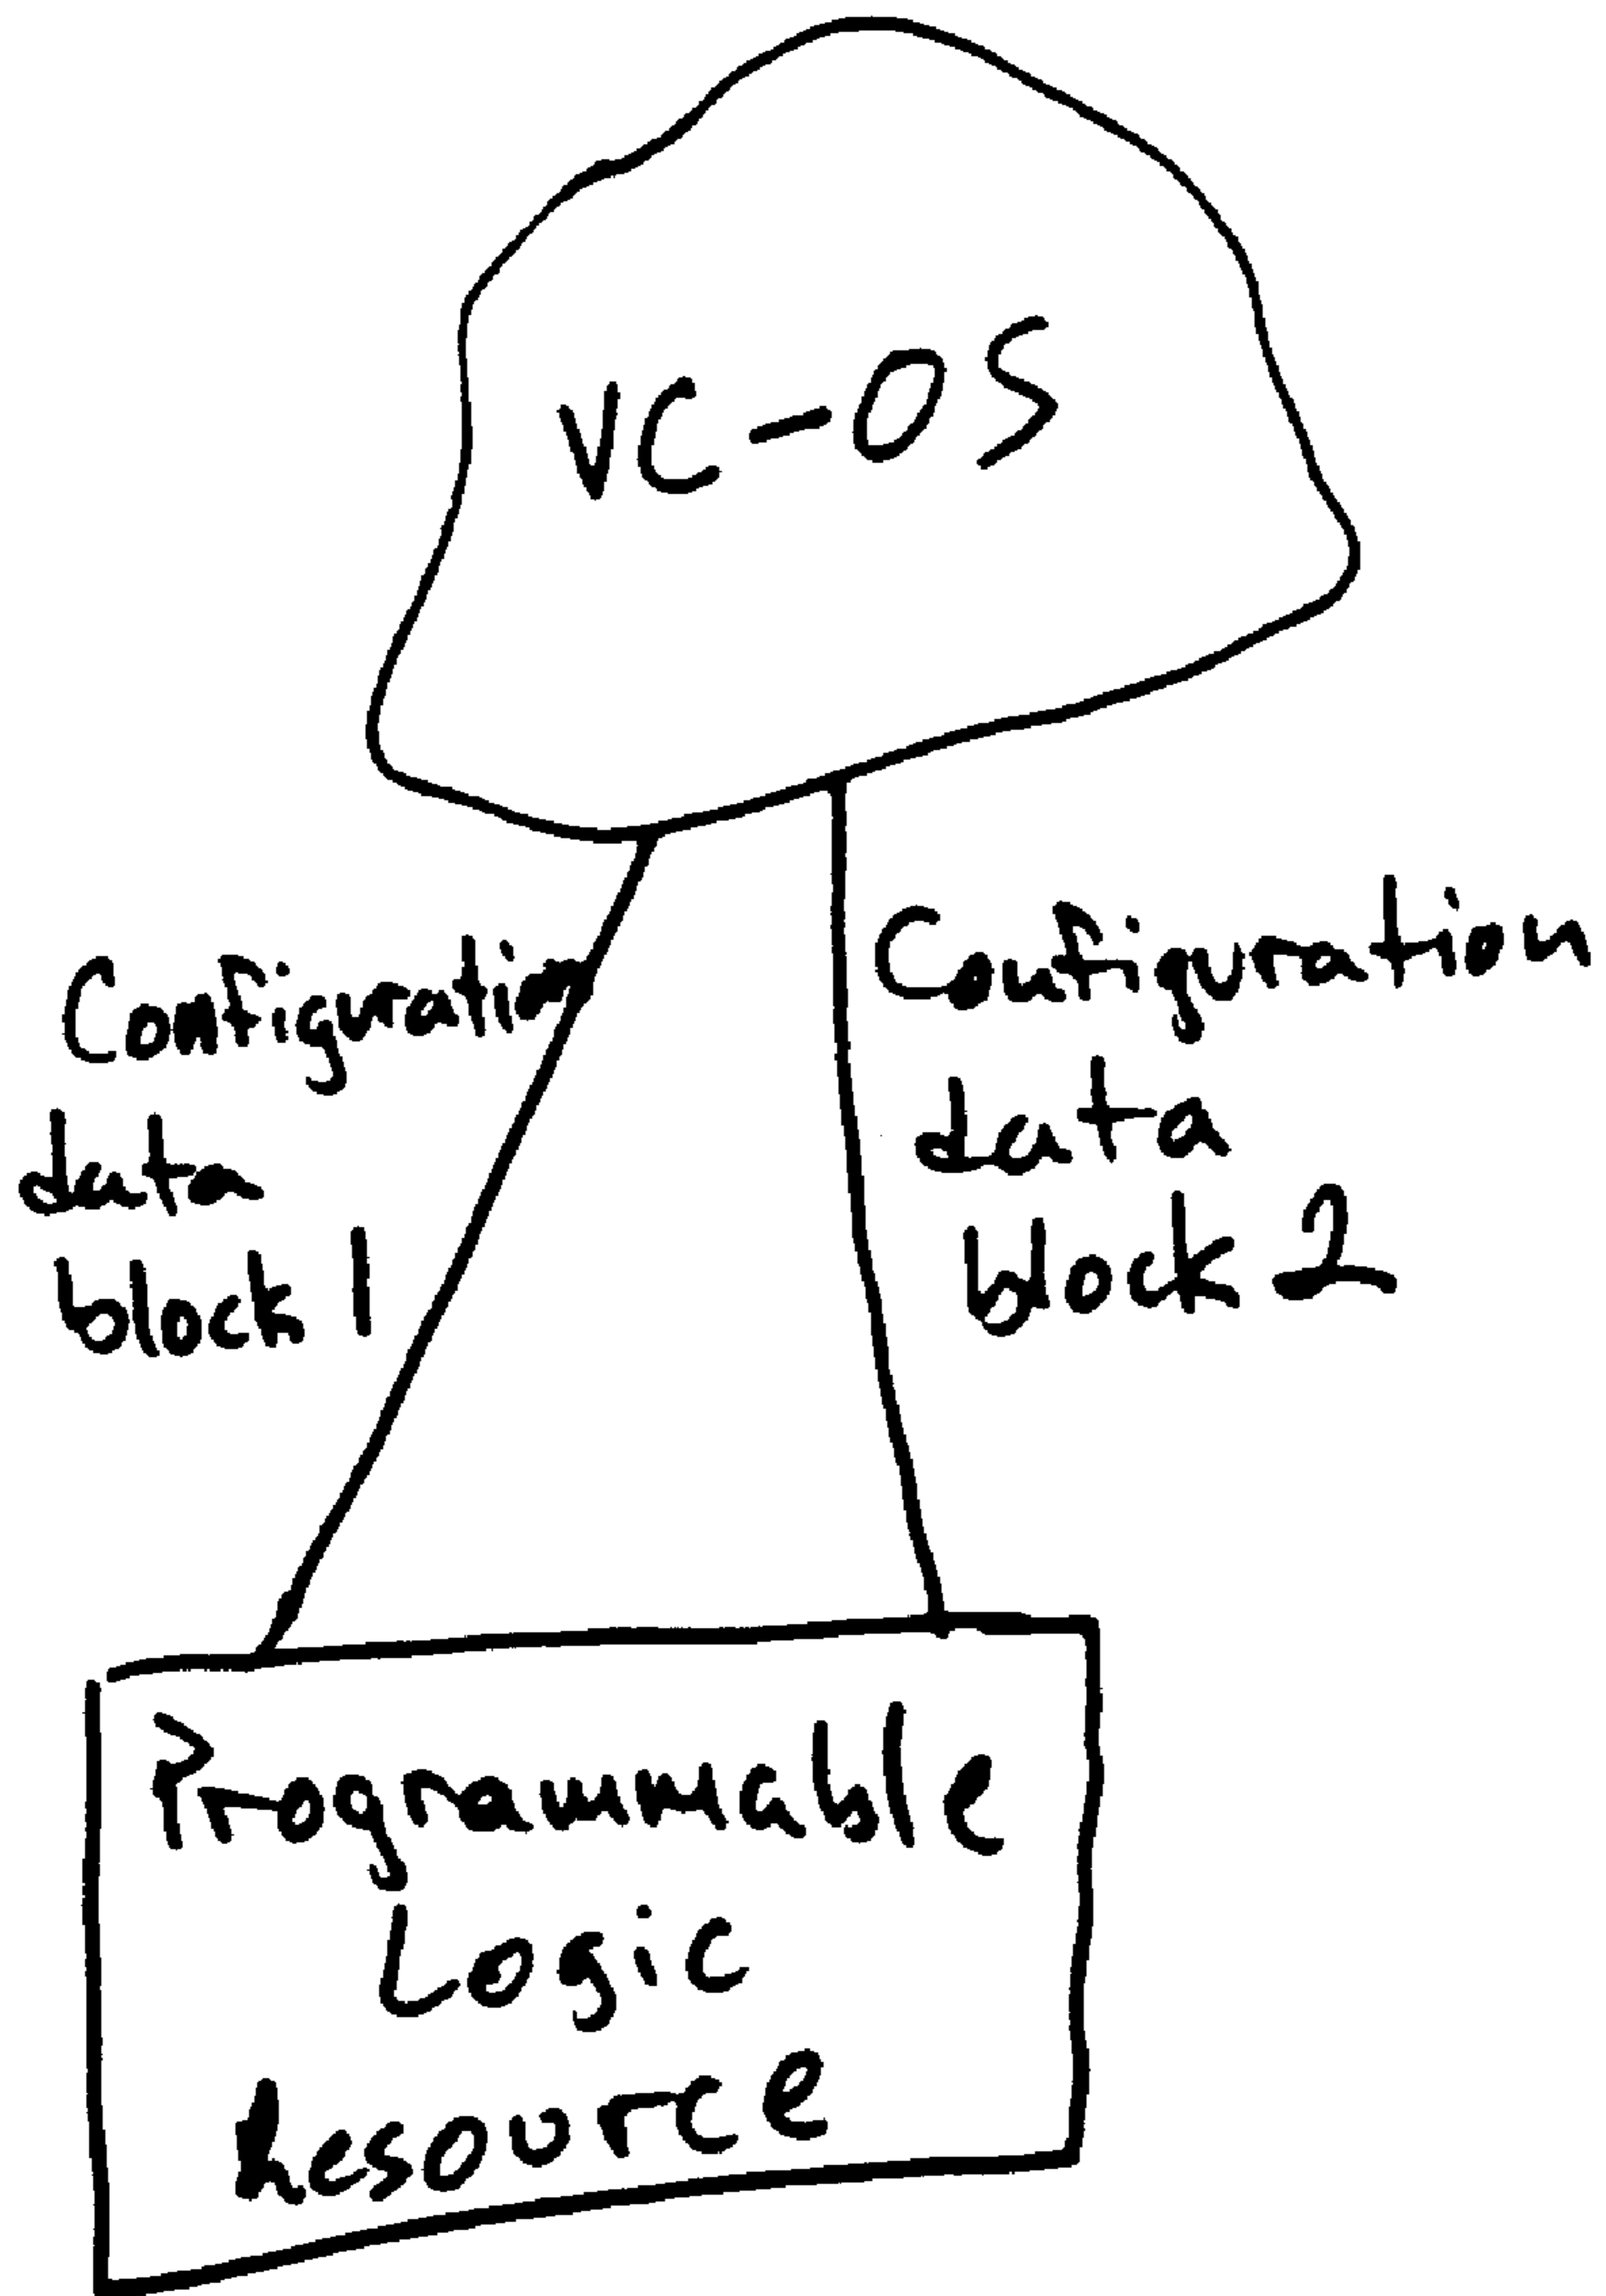 VC-OS
Configuration
data
block 1
Configuration
data
block 2
Programmable
Logic
Resource